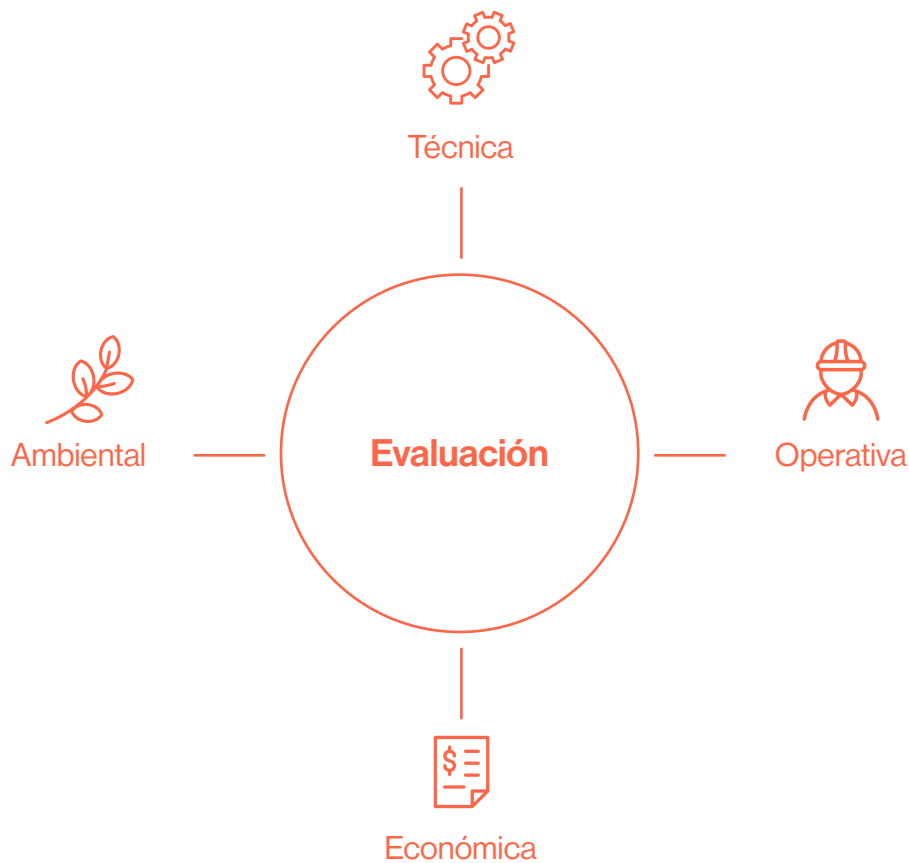 $
Técnica
Ambiental
Evaluación
Operativa
Económica